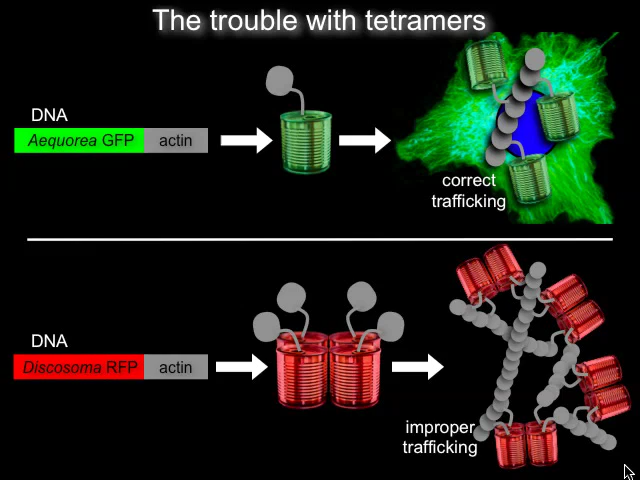 The trouble with tetramers
DNA
Aequorea GFP actin
correct
trafficking
DNA
Discosoma RFP actin
improper
trafficking